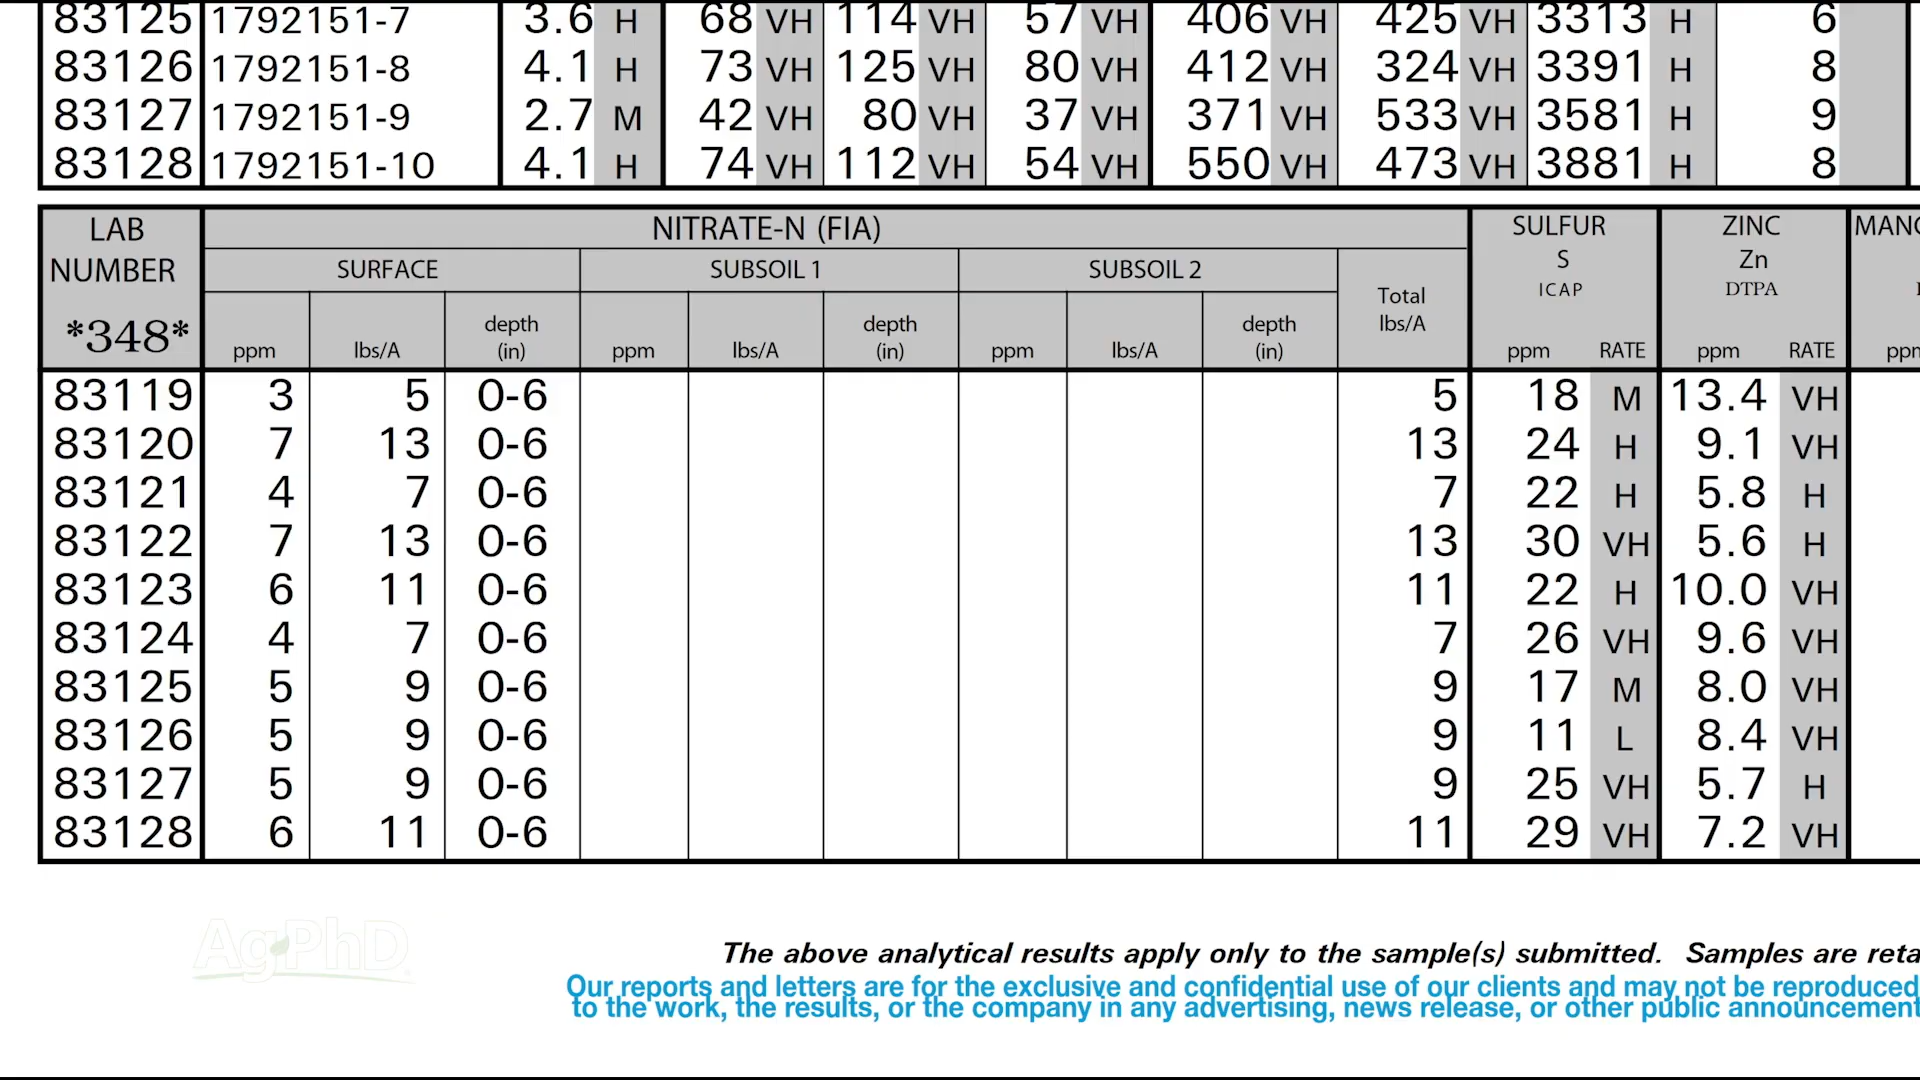 83125 1792151-7 3.6 H 68 VH 114 VH 57 VH 406 VH 425 VH 3313 H 6
83126 1792151-8 4.1 H 73 VH 125 VH 80 VH 412 VH 324 VH 3391 H 8
83127 1792151-9 2.7 M 42 VH 80 VH 37 VH 371 VH 533 VH 3581 H 9
83128 1792151-10 4.1 H 74 VH 112 VH 54 VH 550 VH 473 VH 3881 H 8
LAB NUMBER *348*
NITRATE-N (FIA)
SURFACE SUBSOIL 1 SUBSOIL 2
ppm lbs/A depth (in) ppm lbs/A depth (in) ppm lbs/A depth (in) Total lbs/A
SULFUR S ICAP ppm RATE
ZINC Zn DTPA ppm RATE
83119 3 5 0-6 5 18 M 13.4 VH
83120 7 13 0-6 13 24 H 9.1 VH
83121 4 7 0-6 7 22 H 5.8 H
83122 7 13 0-6 13 30 VH 5.6 H
83123 6 11 0-6 11 22 H 10.0 VH
83124 4 7 0-6 7 26 VH 9.6 VH
83125 5 9 0-6 9 17 M 8.0 VH
83126 5 9 0-6 9 11 L 8.4 VH
83127 5 9 0-6 9 25 VH 5.7 H
83128 6 11 0-6 11 29 VH 7.2 VH
AgPhD
The above analytical results apply only to the sample(s) submitted. Samples are
Our reports and letters are for the exclusive and confidential use of our clients and may not be reproduced
to the work, the results, or the company in any advertising, news release, or other public announcement